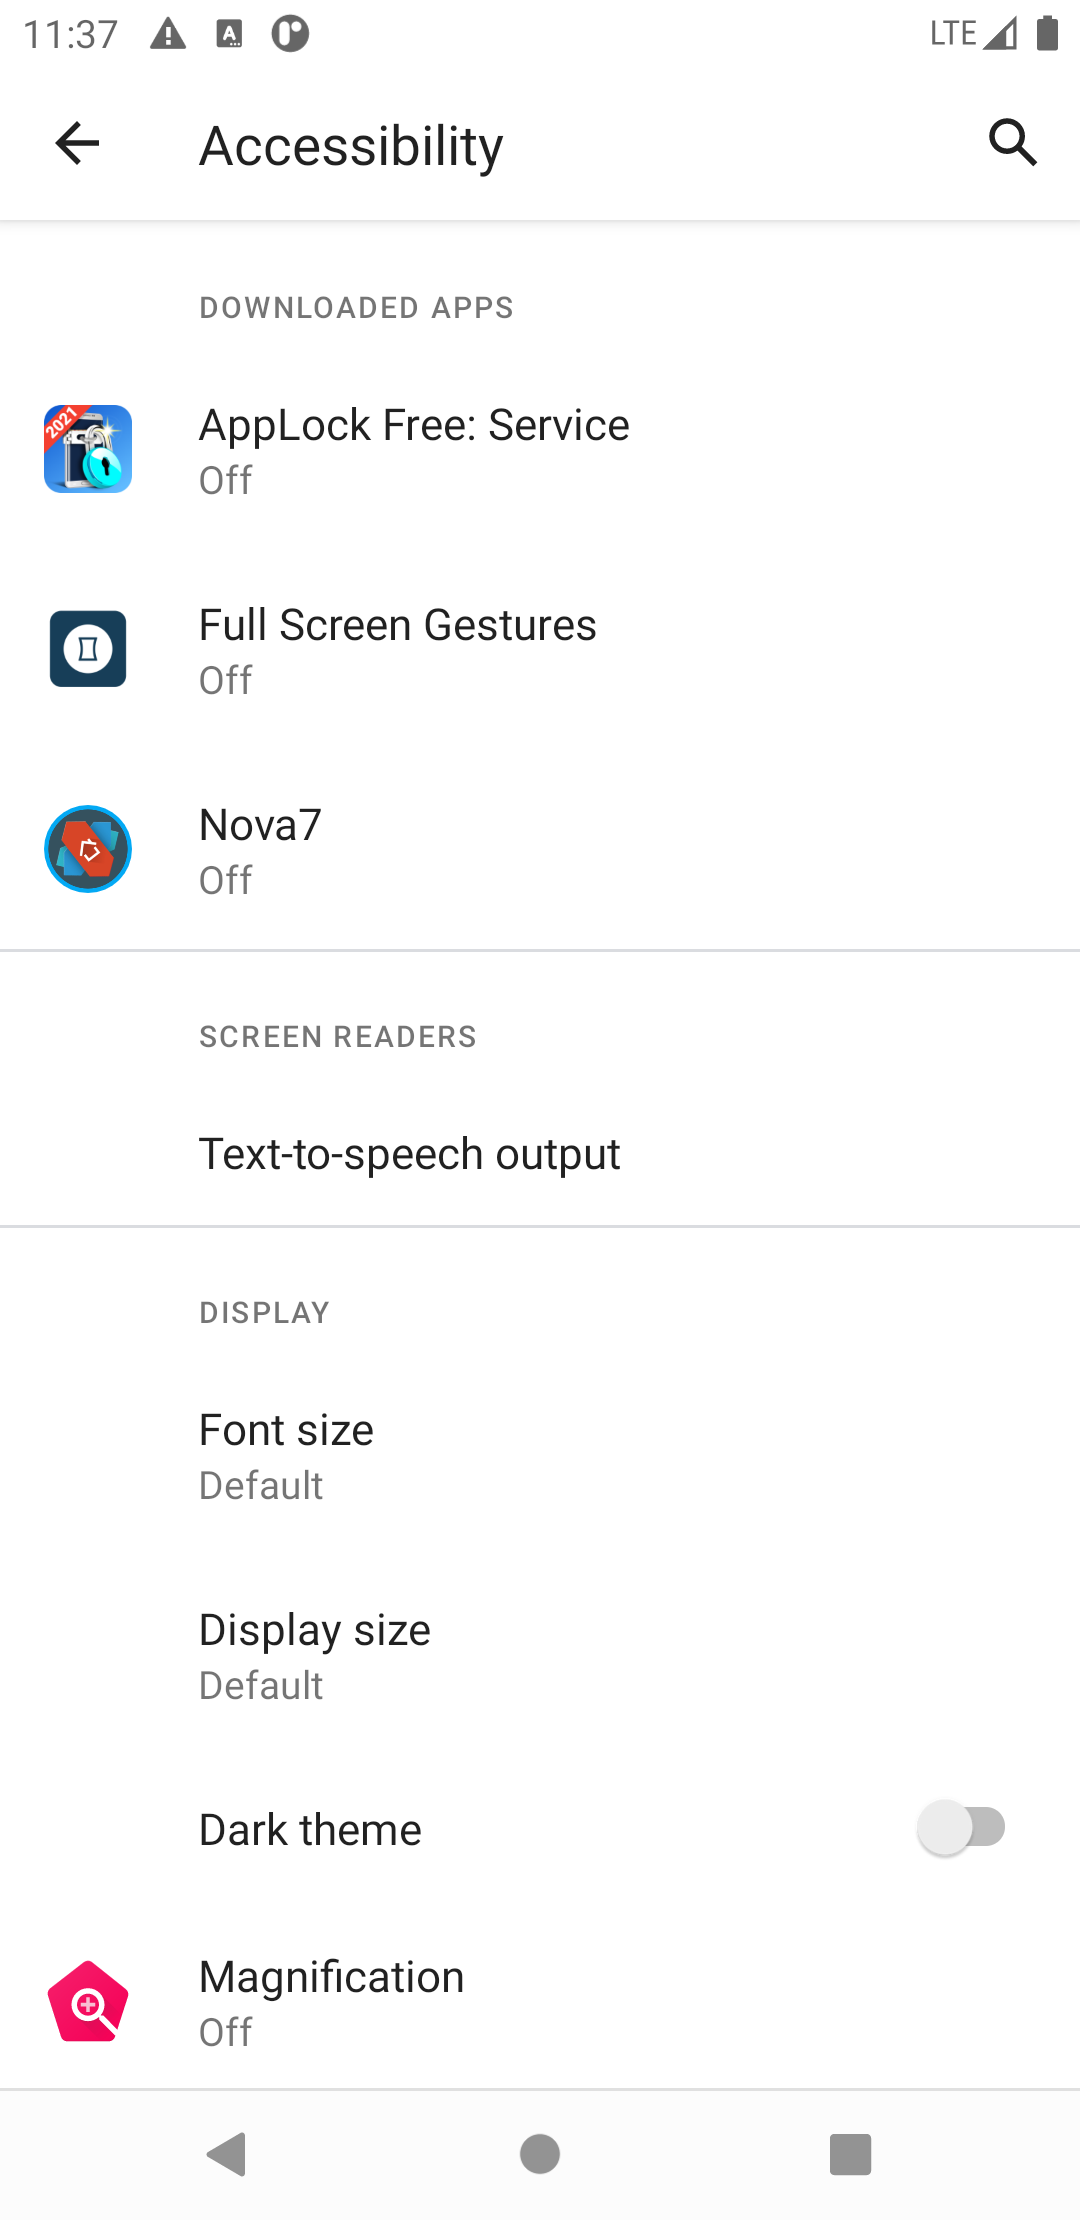 11:37
LTE
Accessibility
DOWNLOADED APPS
2021
AppLock Free: Service
Off
Full Screen Gestures
Off
Nova7
Off
SCREEN READERS
Text-to-speech output
DISPLAY
Font size
Default
Display size
Default
Dark theme
Magnification
Off